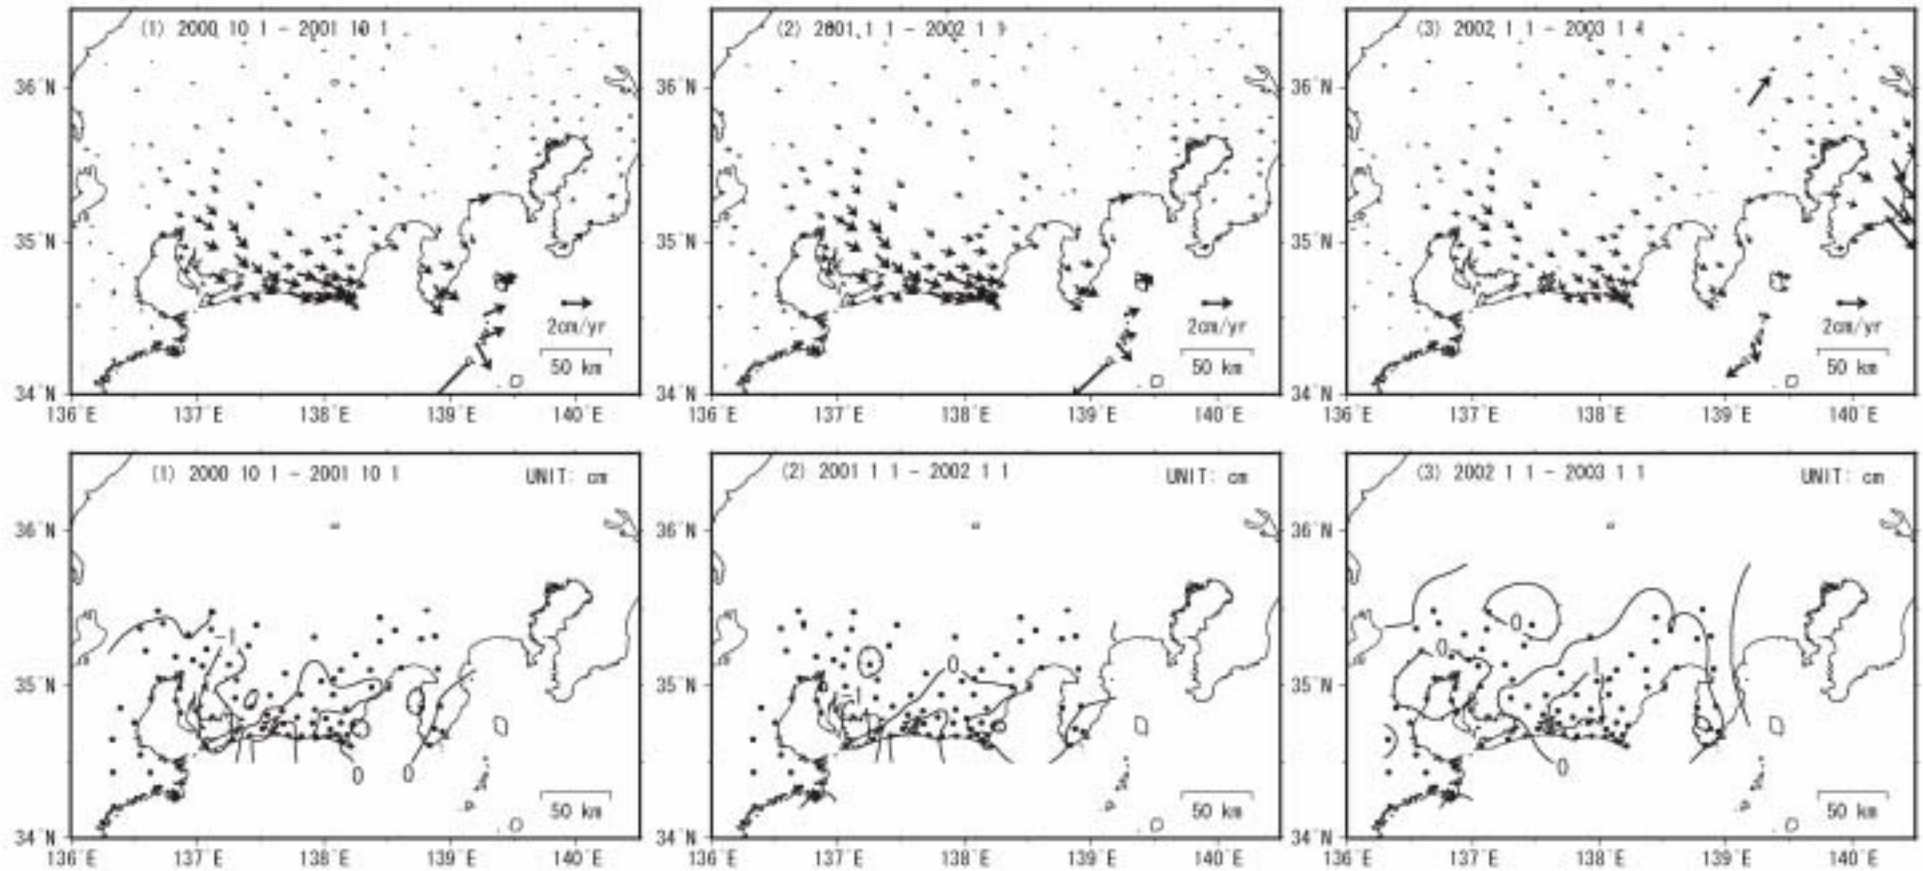 (1) 2000 10 1 - 2001 10 1
36°N
35°N
34°N
2cm/yr
50 km
136°E 137°E 138°E 139°E 140°E
(2) 2001 1 1 - 2002 1 1
36°N
35°N
34°N
2cm/yr
50 km
136°E 137°E 138°E 139°E 140°E
(3) 2002 1 1 - 2003 1 1
36°N
35°N
34°N
2cm/yr
50 km
136°E 137°E 138°E 139°E 140°E
(1) 2000 10 1 - 2001 10 1 UNIT: cm
36°N
-1
35°N
0 0
50 km
34°N
136°E 137°E 138°E 139°E 140°E
(2) 2001 1 1 - 2002 1 1 UNIT: cm
36°N
0
35°N
-1
50 km
34°N
136°E 137°E 138°E 139°E 140°E
(3) 2002 1 1 - 2003 1 1 UNIT: cm
36°N
0
0
1
35°N
0
50 km
34°N
136°E 137°E 138°E 139°E 140°E